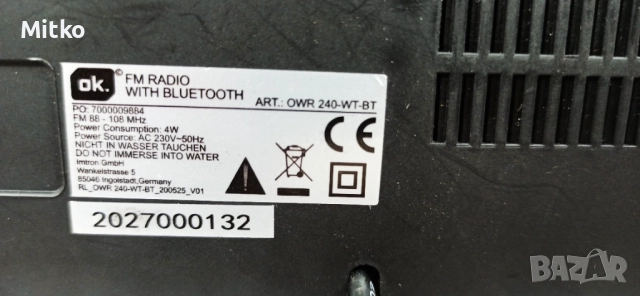 Mitko
ok.©
FM RADIO
WITH BLUETOOTH
ART.: OWR 240-WT-BT
PO: 7000009884
FM 88 - 108 MHz
Power Consumption: 4W
Power Source: AC 230V~50Hz
NICHT IN WASSER TAUCHEN
DO NOT IMMERSE INTO WATER
Imtron GmbH
Wankelstrasse 5
85046 Ingolstadt,Germany
RL_OWR 240-WT-BT_200525_V01
CE
2027000132
BAZAR